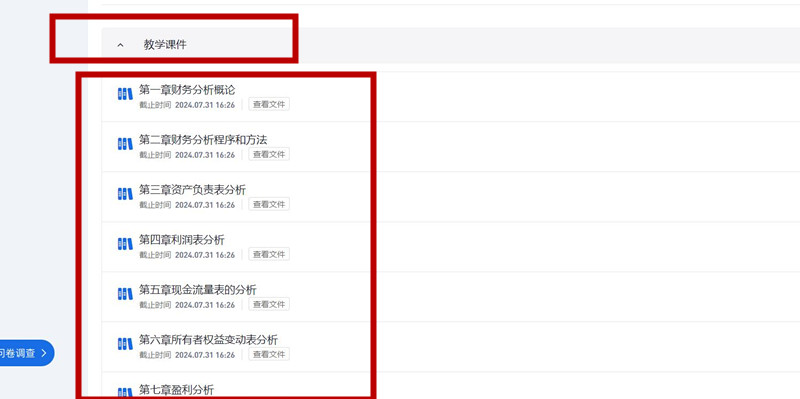 教学课件
第一章财务分析概论
截止时间 2024.07.31 16:26 查看文件
第二章财务分析程序和方法
截止时间 2024.07.31 16:26 查看文件
第三章资产负责表分析
截止时间 2024.07.31 16:26 查看文件
第四章利润表分析
截止时间 2024.07.31 16:26 查看文件
第五章现金流量表的分析
截止时间 2024.07.31 16:26 查看文件
第六章所有者权益变动表分析
问卷调查
截止时间 2024.07.31 16:26 查看文件
第七章盈利分析